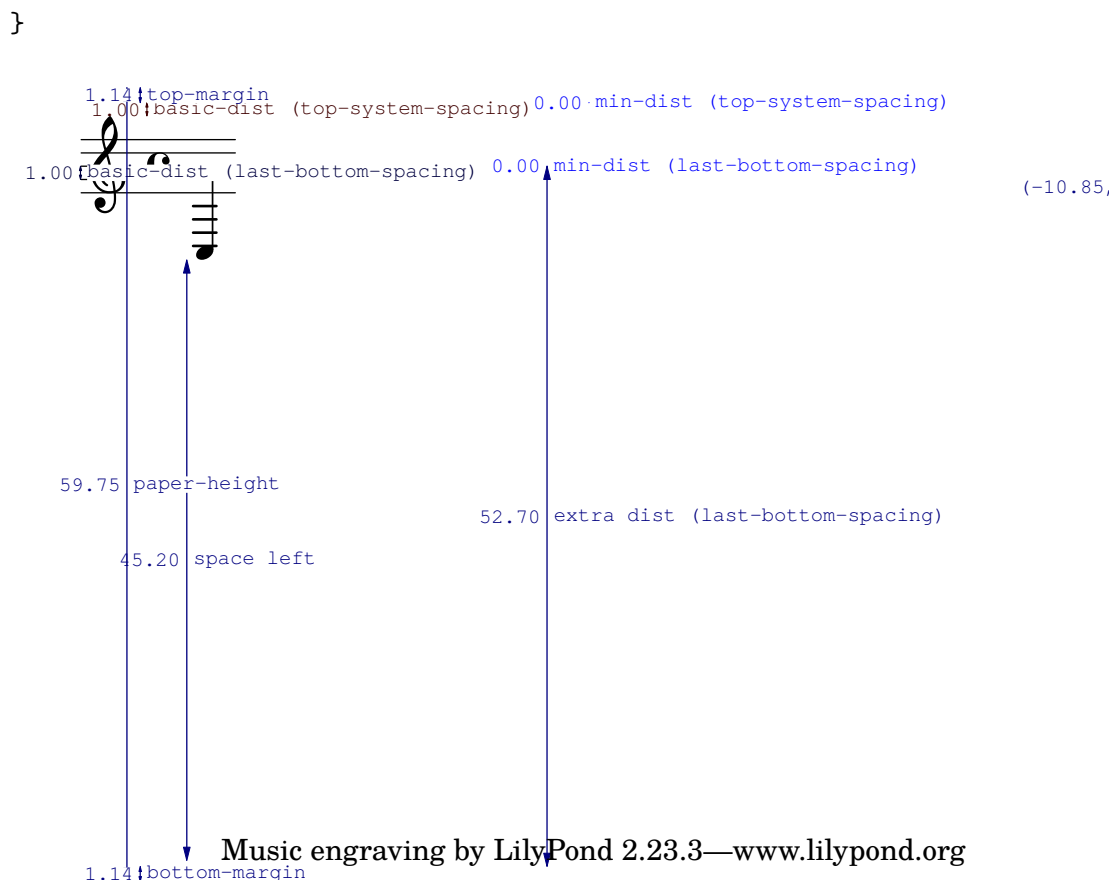 }
1.14 top-margin
1.00 basic-dist (top-system-spacing) 0.00 min-dist (top-system-spacing)
1.00 basic-dist (last-bottom-spacing) 0.00 min-dist (last-bottom-spacing)
(-10.85,
59.75 paper-height
52.70 extra dist (last-bottom-spacing)
45.20 space left
Music engraving by LilyPond 2.23.3—www.lilypond.org
1.14 bottom-margin